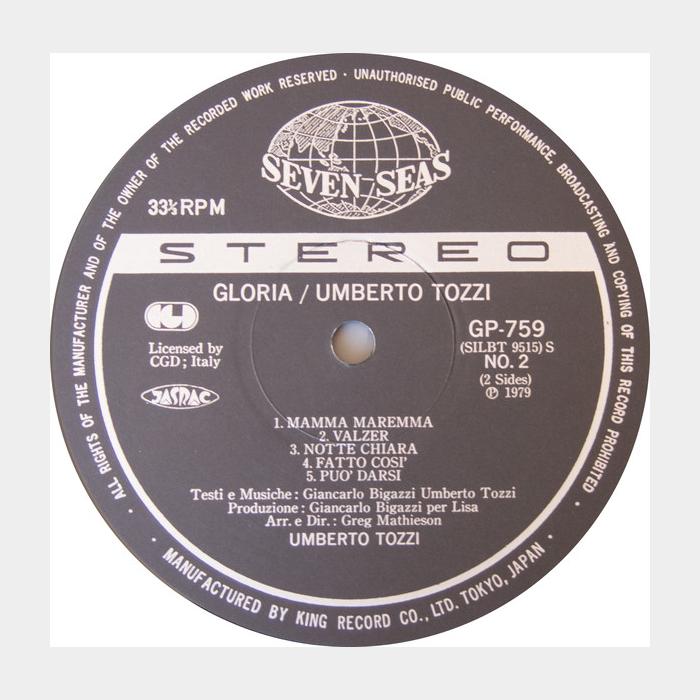 ALL RIGHTS OF THE MANUFACTURER AND OF THE OWNER OF THE RECORDED WORK RESERVED · UNAUTHORISED PUBLIC PERFORMANCE, BROADCASTING AND COPYING OF THIS RECORD PROHIBITED ·
SEVEN-SEAS
33⅓ RPM
STEREO
GLORIA / UMBERTO TOZZI
CGD
Licensed by
CGD; Italy
JASRAC
GP-759
(SILBT 9515) S
NO. 2
(2 Sides)
℗ 1979
1. MAMMA MAREMMA
2. VALZER
3. NOTTE CHIARA
4. FATTO COSI'
5. PUO' DARSI
Testi e Musiche : Giancarlo Bigazzi Umberto Tozzi
Produzione : Giancarlo Bigazzi per Lisa
Arr. e Dir. : Greg Mathieson
UMBERTO TOZZI
· MANUFACTURED BY KING RECORD CO., LTD. TOKYO, JAPAN ·